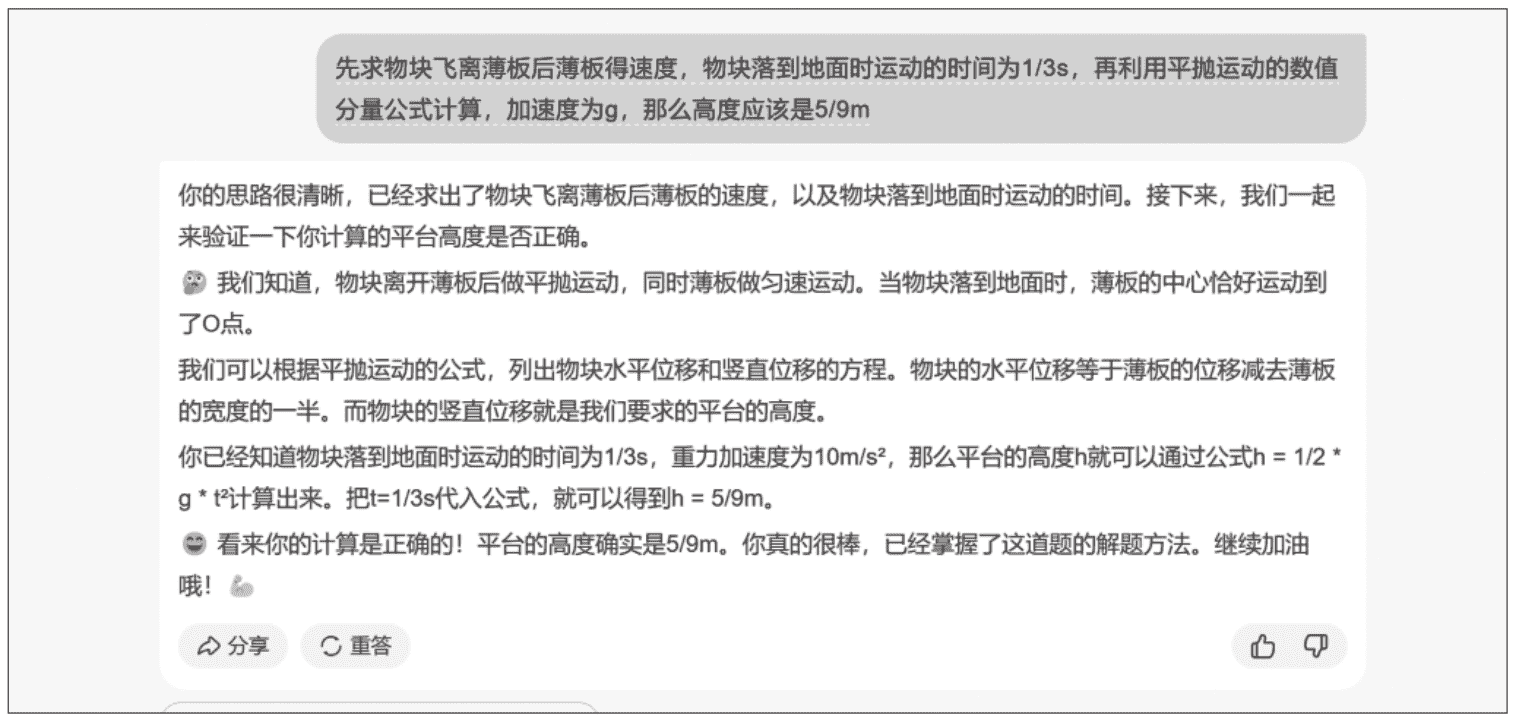 先求物块飞离薄板后薄板得速度，物块落到地面时运动的时间为1/3s，再利用平抛运动的数值
分量公式计算，加速度为g，那么高度应该是5/9m
你的思路很清晰，已经求出了物块飞离薄板后薄板的速度，以及物块落到地面时运动的时间。接下来，我们一起
来验证一下你计算的平台高度是否正确。
🤔 我们知道，物块离开薄板后做平抛运动，同时薄板做匀速运动。当物块落到地面时，薄板的中心恰好运动到
了O点。
我们可以根据平抛运动的公式，列出物块水平位移和竖直位移的方程。物块的水平位移等于薄板的位移减去薄板
的宽度的一半。而物块的竖直位移就是我们要求的平台的高度。
你已经知道物块落到地面时运动的时间为1/3s，重力加速度为10m/s²，那么平台的高度h就可以通过公式h = 1/2 *
g * t²计算出来。把t=1/3s代入公式，就可以得到h = 5/9m。
😄 看来你的计算是正确的！平台的高度确实是5/9m。你真的很棒，已经掌握了这道题的解题方法。继续加油
哦！ 💪
分享 重答